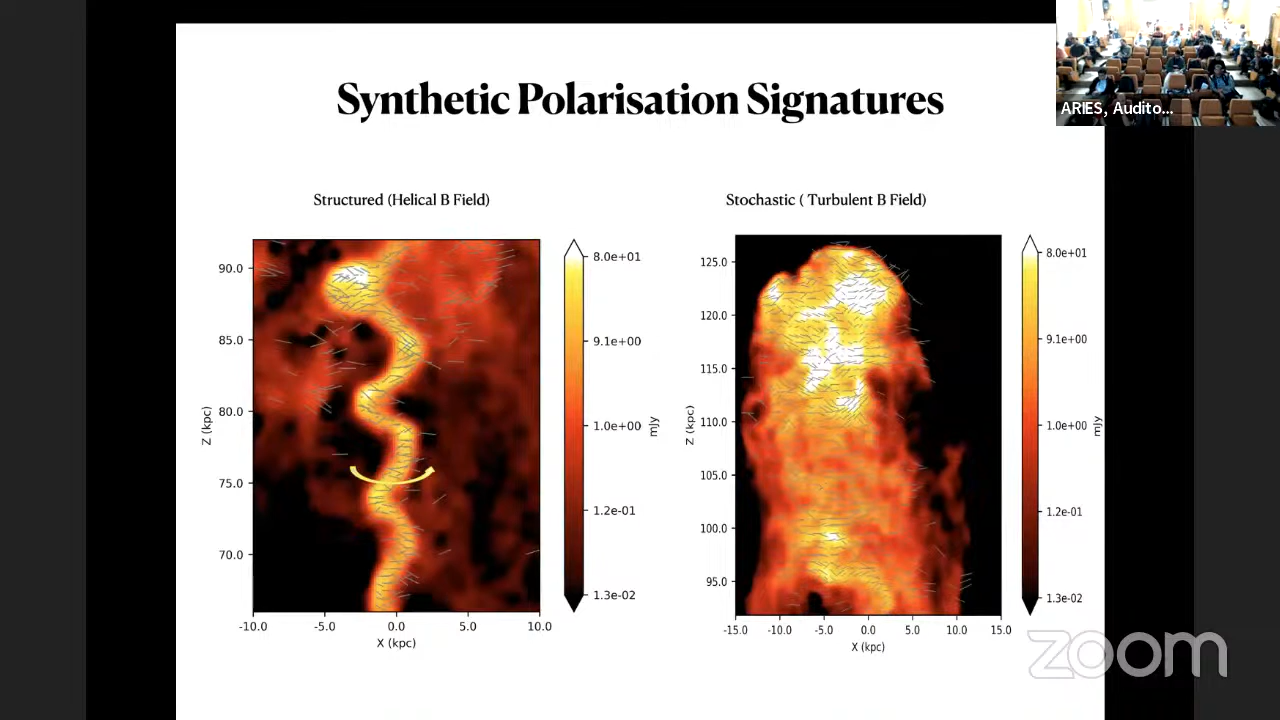 Synthetic Polarisation Signatures
ARIES, Audito...
Structured (Helical B Field)
Stochastic ( Turbulent B Field)
90.0
85.0
80.0
75.0
70.0
Z (kpc)
-10.0 -5.0 0.0 5.0 10.0
X (kpc)
8.0e+01
9.1e+00
1.0e+00
1.2e-01
1.3e-02
mJy
125.0
120.0
115.0
110.0
105.0
100.0
95.0
Z (kpc)
-15.0 -10.0 -5.0 0.0 5.0 10.0 15.0
X (kpc)
8.0e+01
9.1e+00
1.0e+00
1.2e-01
1.3e-02
mJy
zoom